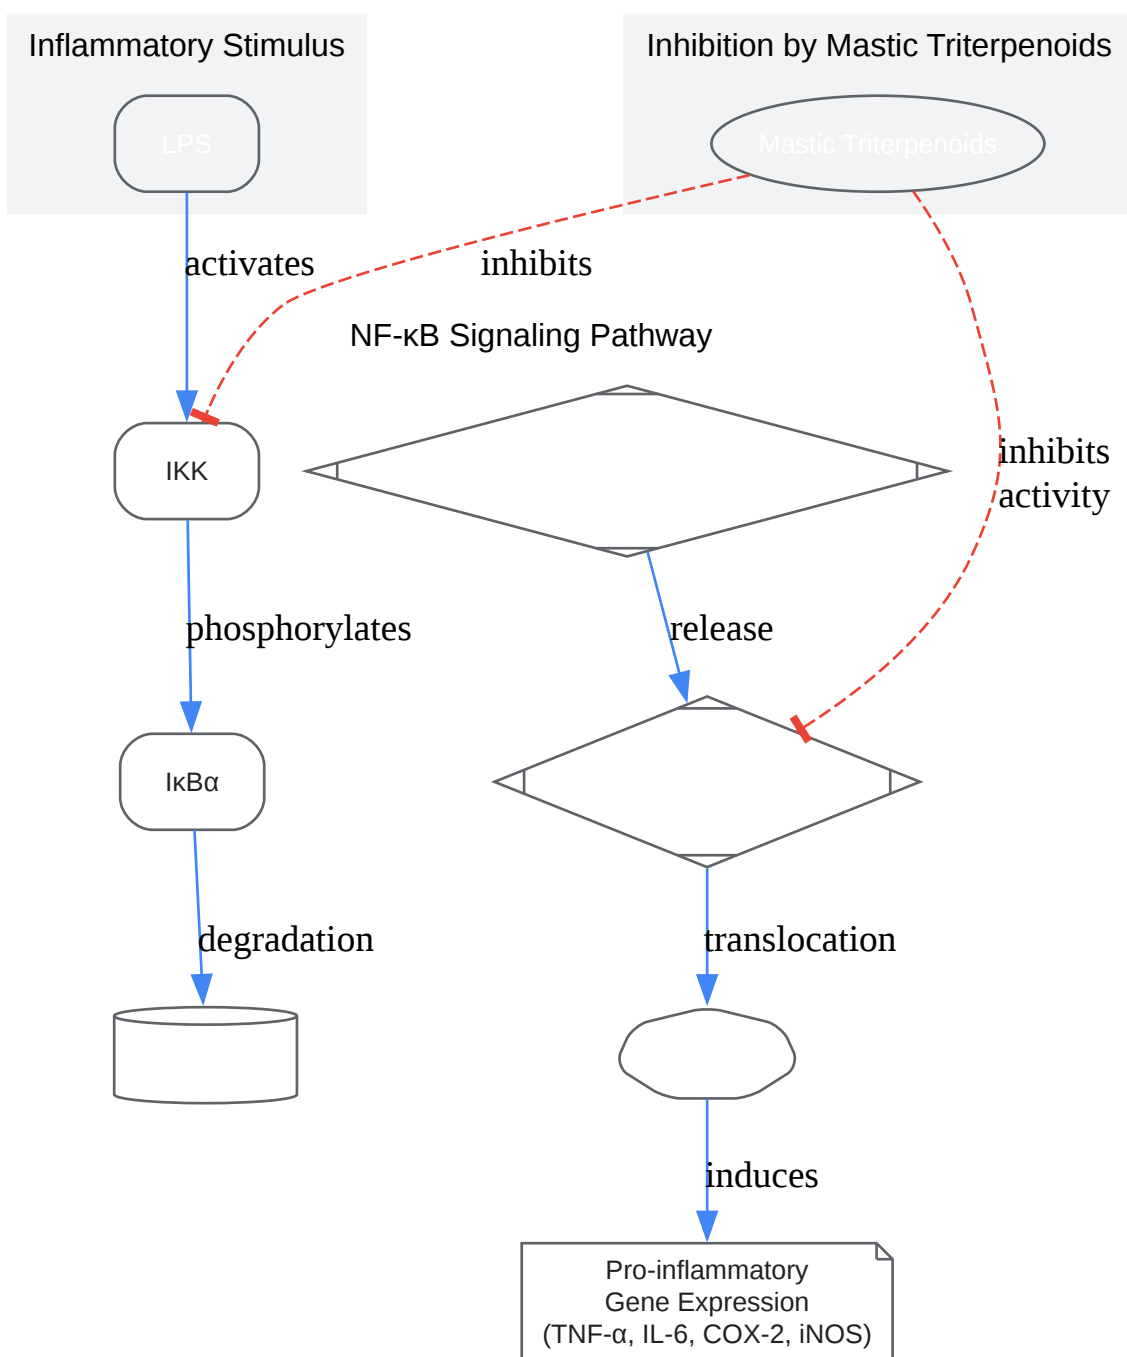 Inflammatory Stimulus
Inhibition by Mastic Triterpenoids
LPS
Mastic Triterpenoids
activates
inhibits
NF-κB Signaling Pathway
inhibits
activity
IKK
phosphorylates
release
IκBα
degradation
translocation
induces
Pro-inflammatory
Gene Expression
(TNF-α, IL-6, COX-2, iNOS)